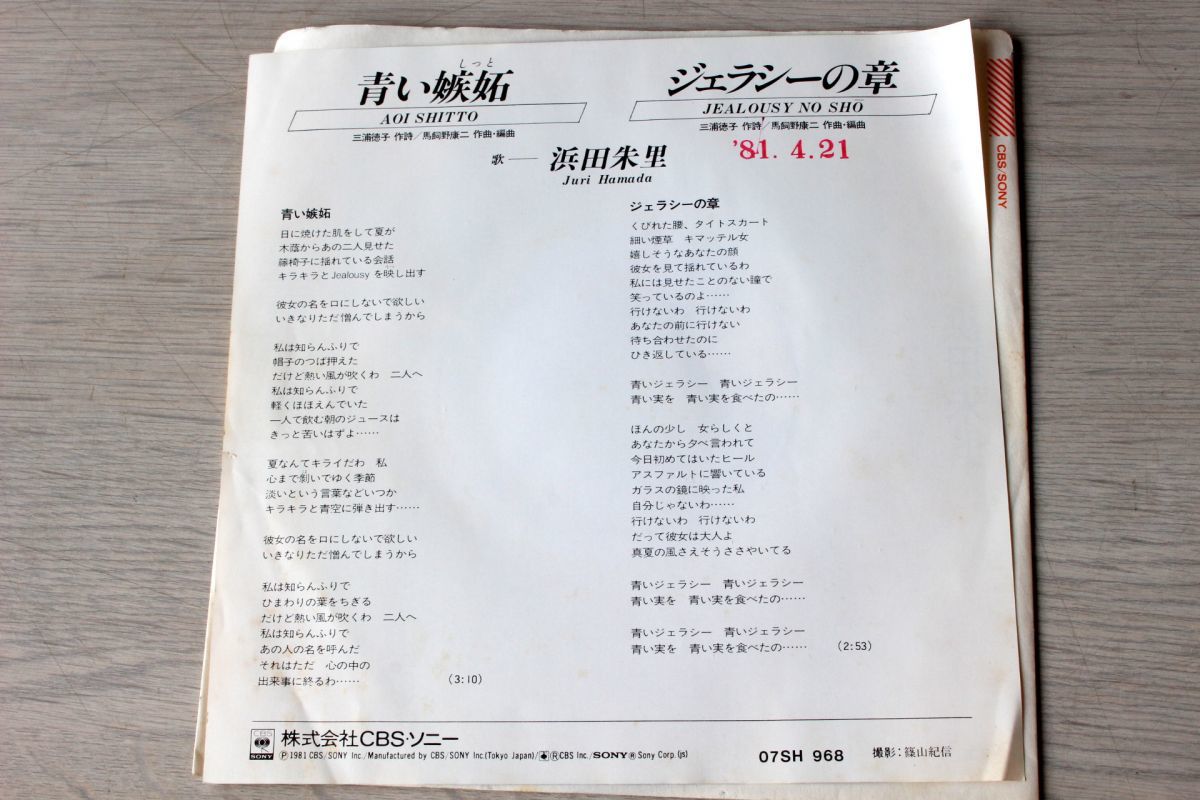 しっと
青い嫉妬
AOI SHITTO
三浦徳子 作詩／馬飼野康二 作曲・編曲
ジェラシーの章
JEALOUSY NO SHO
三浦徳子 作詩／馬飼野康二 作曲・編曲
'81. 4.21
歌── 浜田朱里
Juri Hamada
CBS/SONY
青い嫉妬
日に焼けた肌をして夏が
木蔭からあの二人見せた
籐椅子に揺れている会話
キラキラとJealousyを映し出す
彼女の名を口にしないで欲しい
いきなりただ憎んでしまうから
私は知らんふりで
帽子のつば押えた
だけど熱い風が吹くわ　二人へ
私は知らんふりで
軽くほほえんでいた
一人で飲む朝のジュースは
きっと苦いはずよ……
夏なんてキライだわ　私
心まで剝いでゆく季節
淡いという言葉などいつか
キラキラと青空に弾き出す……
彼女の名を口にしないで欲しい
いきなりただ憎んでしまうから
私は知らんふりで
ひまわりの葉をちぎる
だけど熱い風が吹くわ　二人へ
私は知らんふりで
あの人の名を呼んだ
それはただ　心の中の
出来事に終るわ……　(3:10)
ジェラシーの章
くびれた腰、タイトスカート
細い煙草　キマッテル女
嬉しそうなあなたの顔
彼女を見て揺れているわ
私には見せたことのない瞳で
笑っているのよ……
行けないわ　行けないわ
あなたの前に行けない
待ち合わせたのに
ひき返している……
青いジェラシー　青いジェラシー
青い実を　青い実を食べたの……
ほんの少し　女らしくと
あなたから夕べ言われて
今日初めてはいたヒール
アスファルトに響いている
ガラスの鏡に映った私
自分じゃないわ……
行けないわ　行けないわ
だって彼女は大人よ
真夏の風さえそうささやいてる
青いジェラシー　青いジェラシー
青い実を　青い実を食べたの……
青いジェラシー　青いジェラシー
青い実を　青い実を食べたの……　(2:53)
CBS
SONY
株式会社CBS・ソニー
Ⓟ1981 CBS/SONY Inc./Manufactured by CBS/SONY Inc.(Tokyo Japan)/ⓇCBS Inc./SONY®Sony Corp.(js)
07SH 968
撮影：篠山紀信